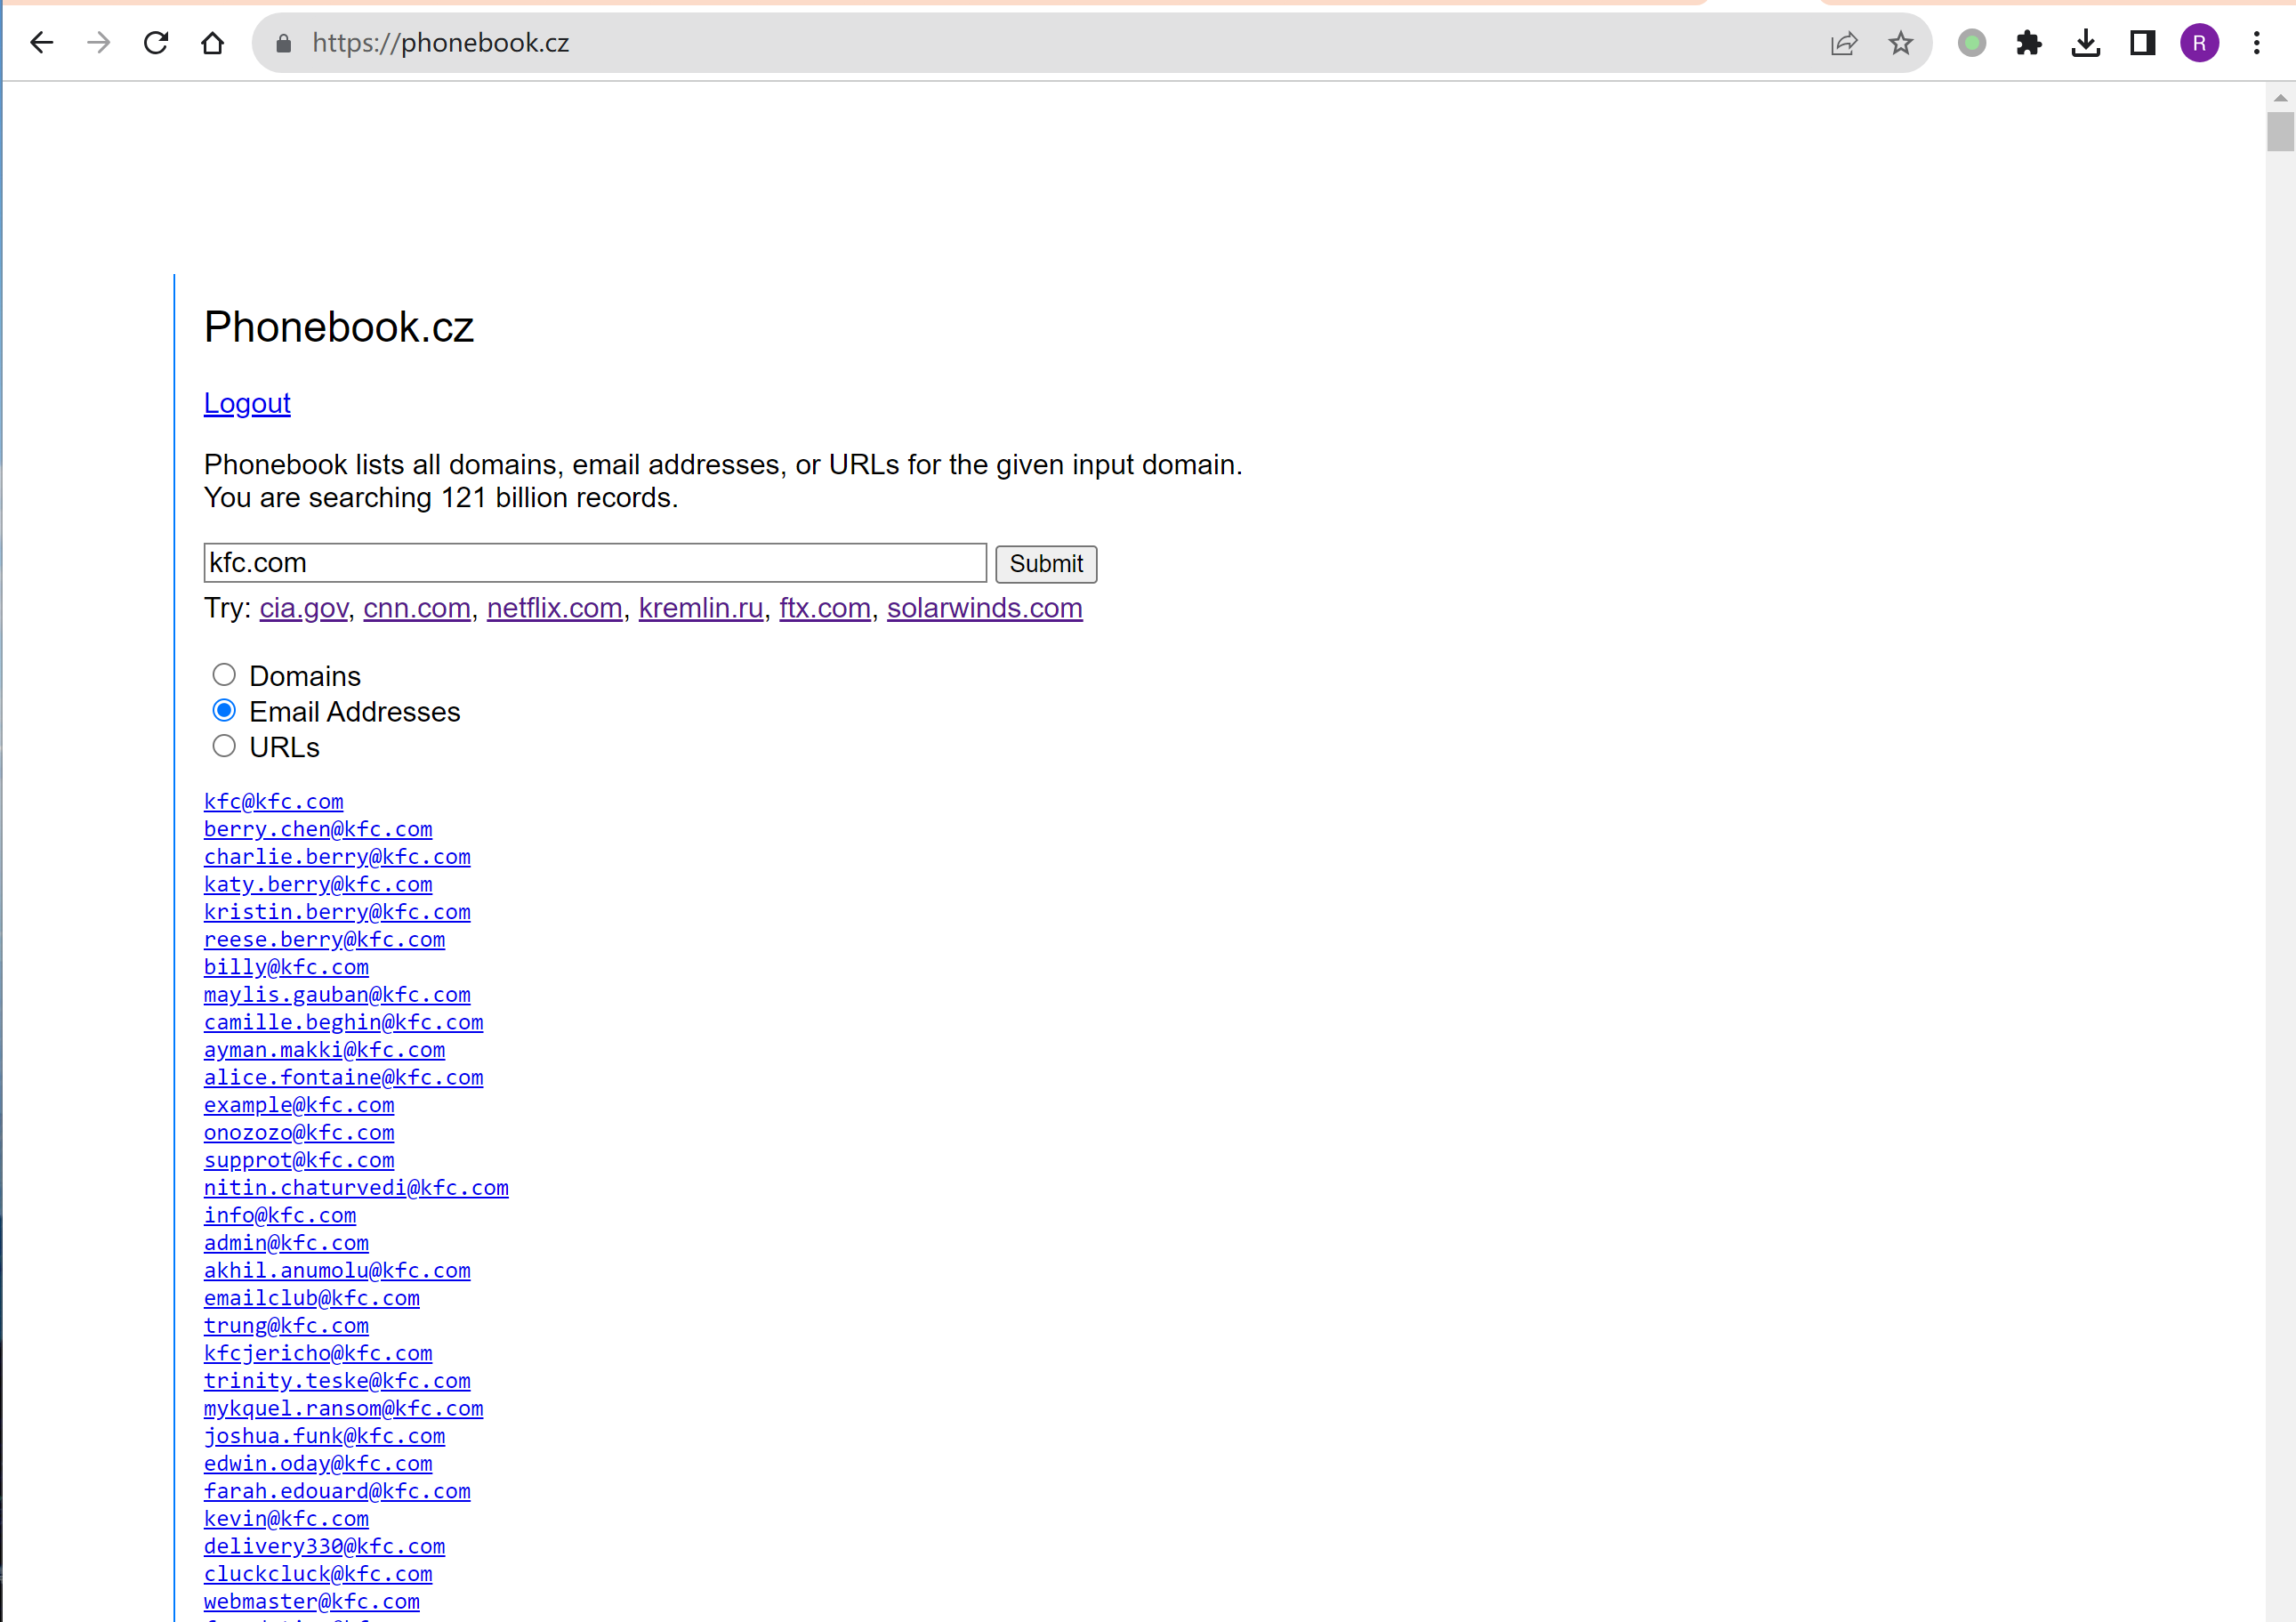 https://phonebook.cz
R
Phonebook.cz
Logout
Phonebook lists all domains, email addresses, or URLs for the given input domain.
You are searching 121 billion records.
kfc.com Submit
Try: cia.gov, cnn.com, netflix.com, kremlin.ru, ftx.com, solarwinds.com
Domains
Email Addresses
URLs
kfc@kfc.com
berry.chen@kfc.com
charlie.berry@kfc.com
katy.berry@kfc.com
kristin.berry@kfc.com
reese.berry@kfc.com
billy@kfc.com
maylis.gauban@kfc.com
camille.beghin@kfc.com
ayman.makki@kfc.com
alice.fontaine@kfc.com
example@kfc.com
onozozo@kfc.com
supprot@kfc.com
nitin.chaturvedi@kfc.com
info@kfc.com
admin@kfc.com
akhil.anumolu@kfc.com
emailclub@kfc.com
trung@kfc.com
kfcjericho@kfc.com
trinity.teske@kfc.com
mykquel.ransom@kfc.com
joshua.funk@kfc.com
edwin.oday@kfc.com
farah.edouard@kfc.com
kevin@kfc.com
delivery330@kfc.com
cluckcluck@kfc.com
webmaster@kfc.com